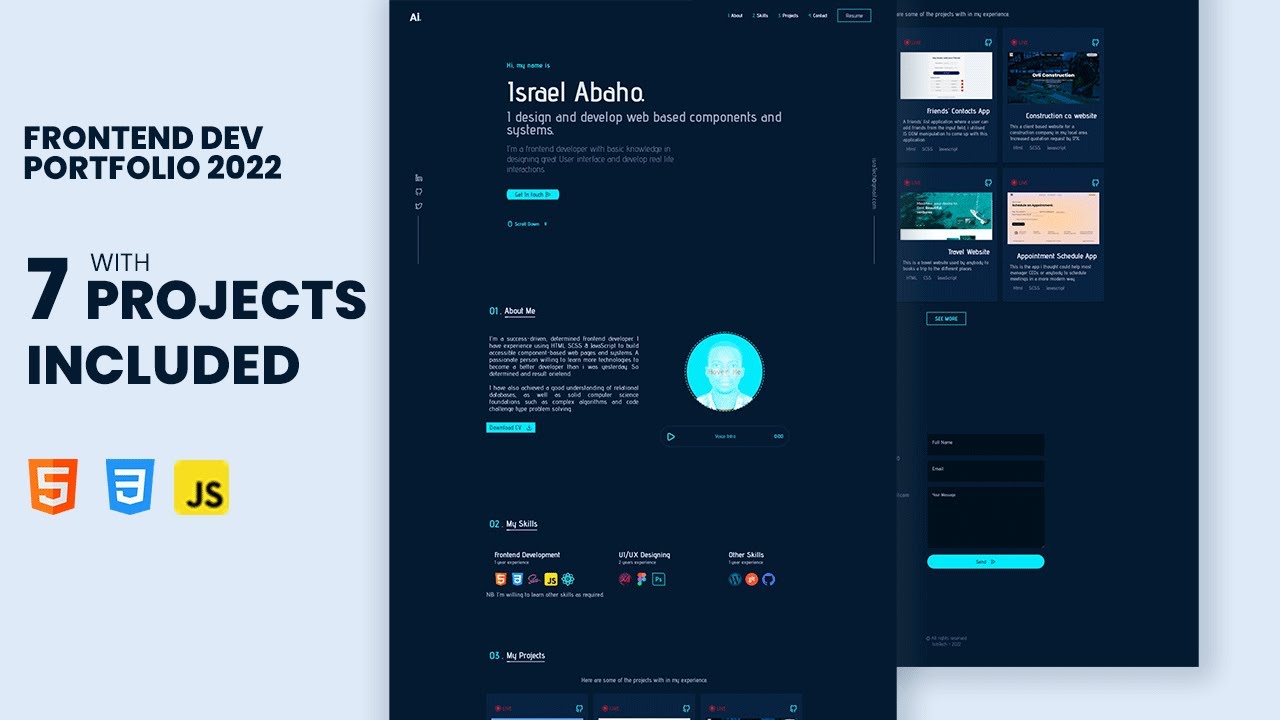 FRONTEND DEV
PORTFOLIO 2022
7 WITH
PROJECTS
INCLUDED
JS
AI.
1. About
2. Skills
3. Projects
4. Contact
Resume
Hi, my name is
Israel Abaho.
I design and develop web based components and
systems.
I'm a frontend developer with basic knowledge in
designing great User interface and develop real life
interactions.
Get In touch
Scroll Down
01. About Me
I'm a success-driven, determined frontend developer. I
have experience using HTML SCSS & JavaScript to build
accessible component-based web pages and systems. A
passionate person willing to learn more technologies to
become a better developer than i was yesterday. So
determined and result orietend.
I have also achieved a good understanding of relational
databases, as well as solid computer science
foundations such as complex algorithms and code
challenge type problem solving.
Download CV
Hover Me
Voice Intro
0:00
02. My Skills
Frontend Development
1 year experience
UI/UX Designing
2 years experience
Other Skills
1 year experience
JS
Ps
NB: I'm willing to learn other skills as required.
03. My Projects
Here are some of the projects with in my experience.
LIVE
LIVE
LIVE
are some of the projects with in my experience.
LIVE
Friends' Contacts App
A friends' list application where a user can
add friends from the input field, i utilised
JS DOM manipulation to come up with this
application.
Html SCSS Javascript
LIVE
Orli Construction
Construction co. website
This a client based website for a
construction company in my local area.
Increased quotation request by 17%.
Html SCSS Javascript
LIVE
Travel Website
This is a travel website used by anybody to
books a trip to the different places.
HTML CSS JavaScript
LIVE
Schedule an Appointment.
Appointment Schedule App
This is the app i thought could help most
manager CEOs or anybody to schedule
meetings in a more modern way.
Html SCSS Javascript
SEE MORE
Full Name
Email
Your Message
Send
© All rights reserved